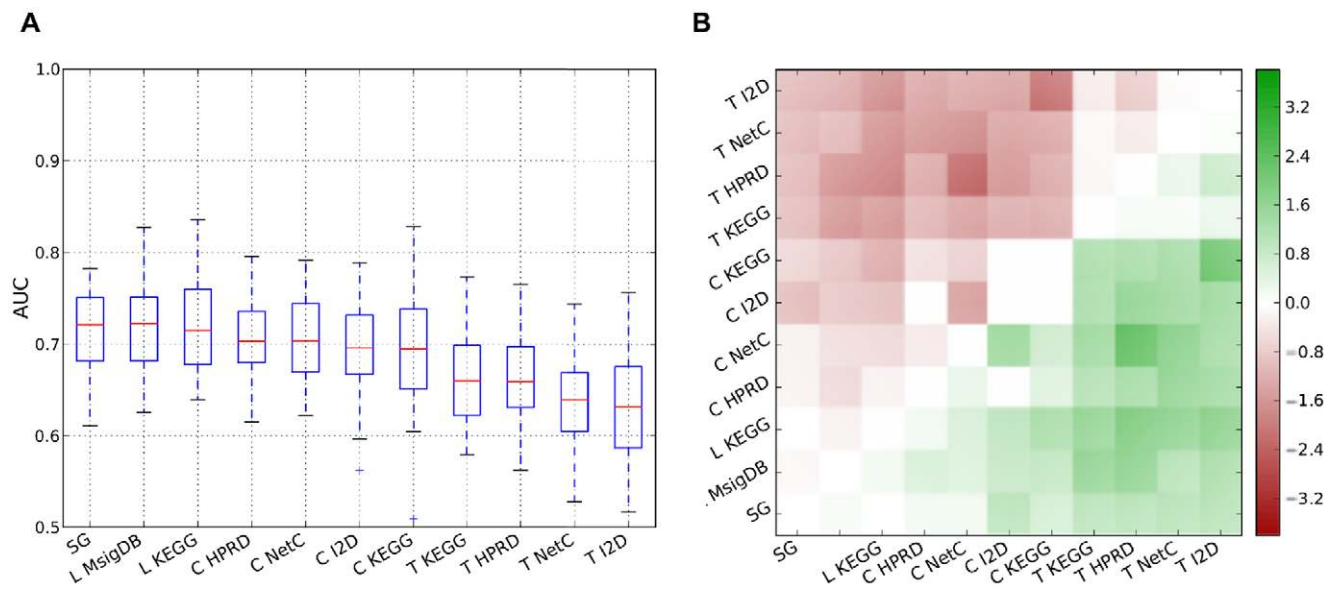 A
B
AUC
1.0
0.9
0.8
0.7
0.6
0.5
SG
L MsigDB
L KEGG
C HPRD
C NetC
C I2D
C KEGG
T KEGG
T HPRD
T NetC
T I2D
T I2D
T NetC
T HPRD
T KEGG
C KEGG
C I2D
C NetC
C HPRD
L KEGG
MsigDB
SG
SG
L KEGG
C HPRD
C NetC
C I2D
C KEGG
T KEGG
T HPRD
T NetC
T I2D
3.2
2.4
1.6
0.8
0.0
−0.8
−1.6
−2.4
−3.2